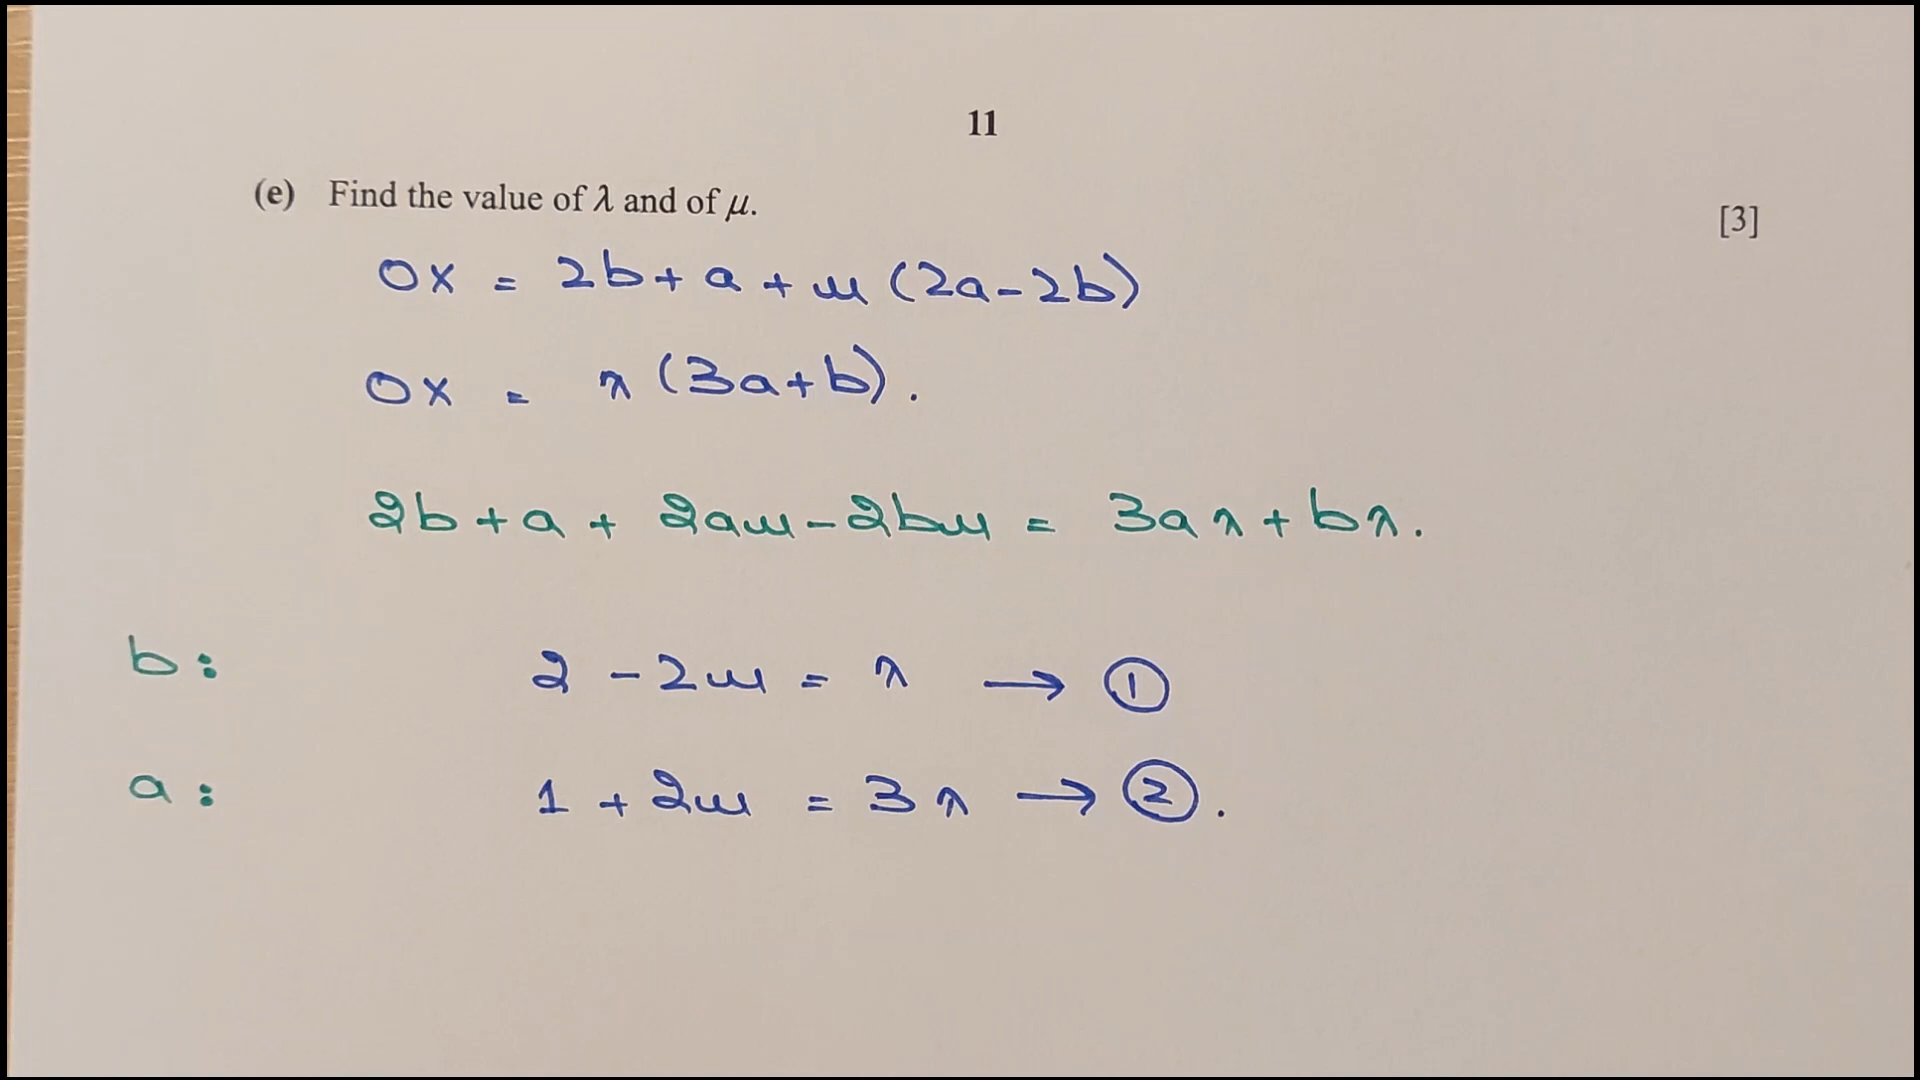 11
(e) Find the value of λ and of μ. [3]
OX = 2b + a + μ (2a - 2b)
OX = λ (3a + b).
2b + a + 2aμ - 2bμ = 3aλ + bλ.
b: 2 - 2μ = λ → ①
a: 1 + 2μ = 3λ → ②.